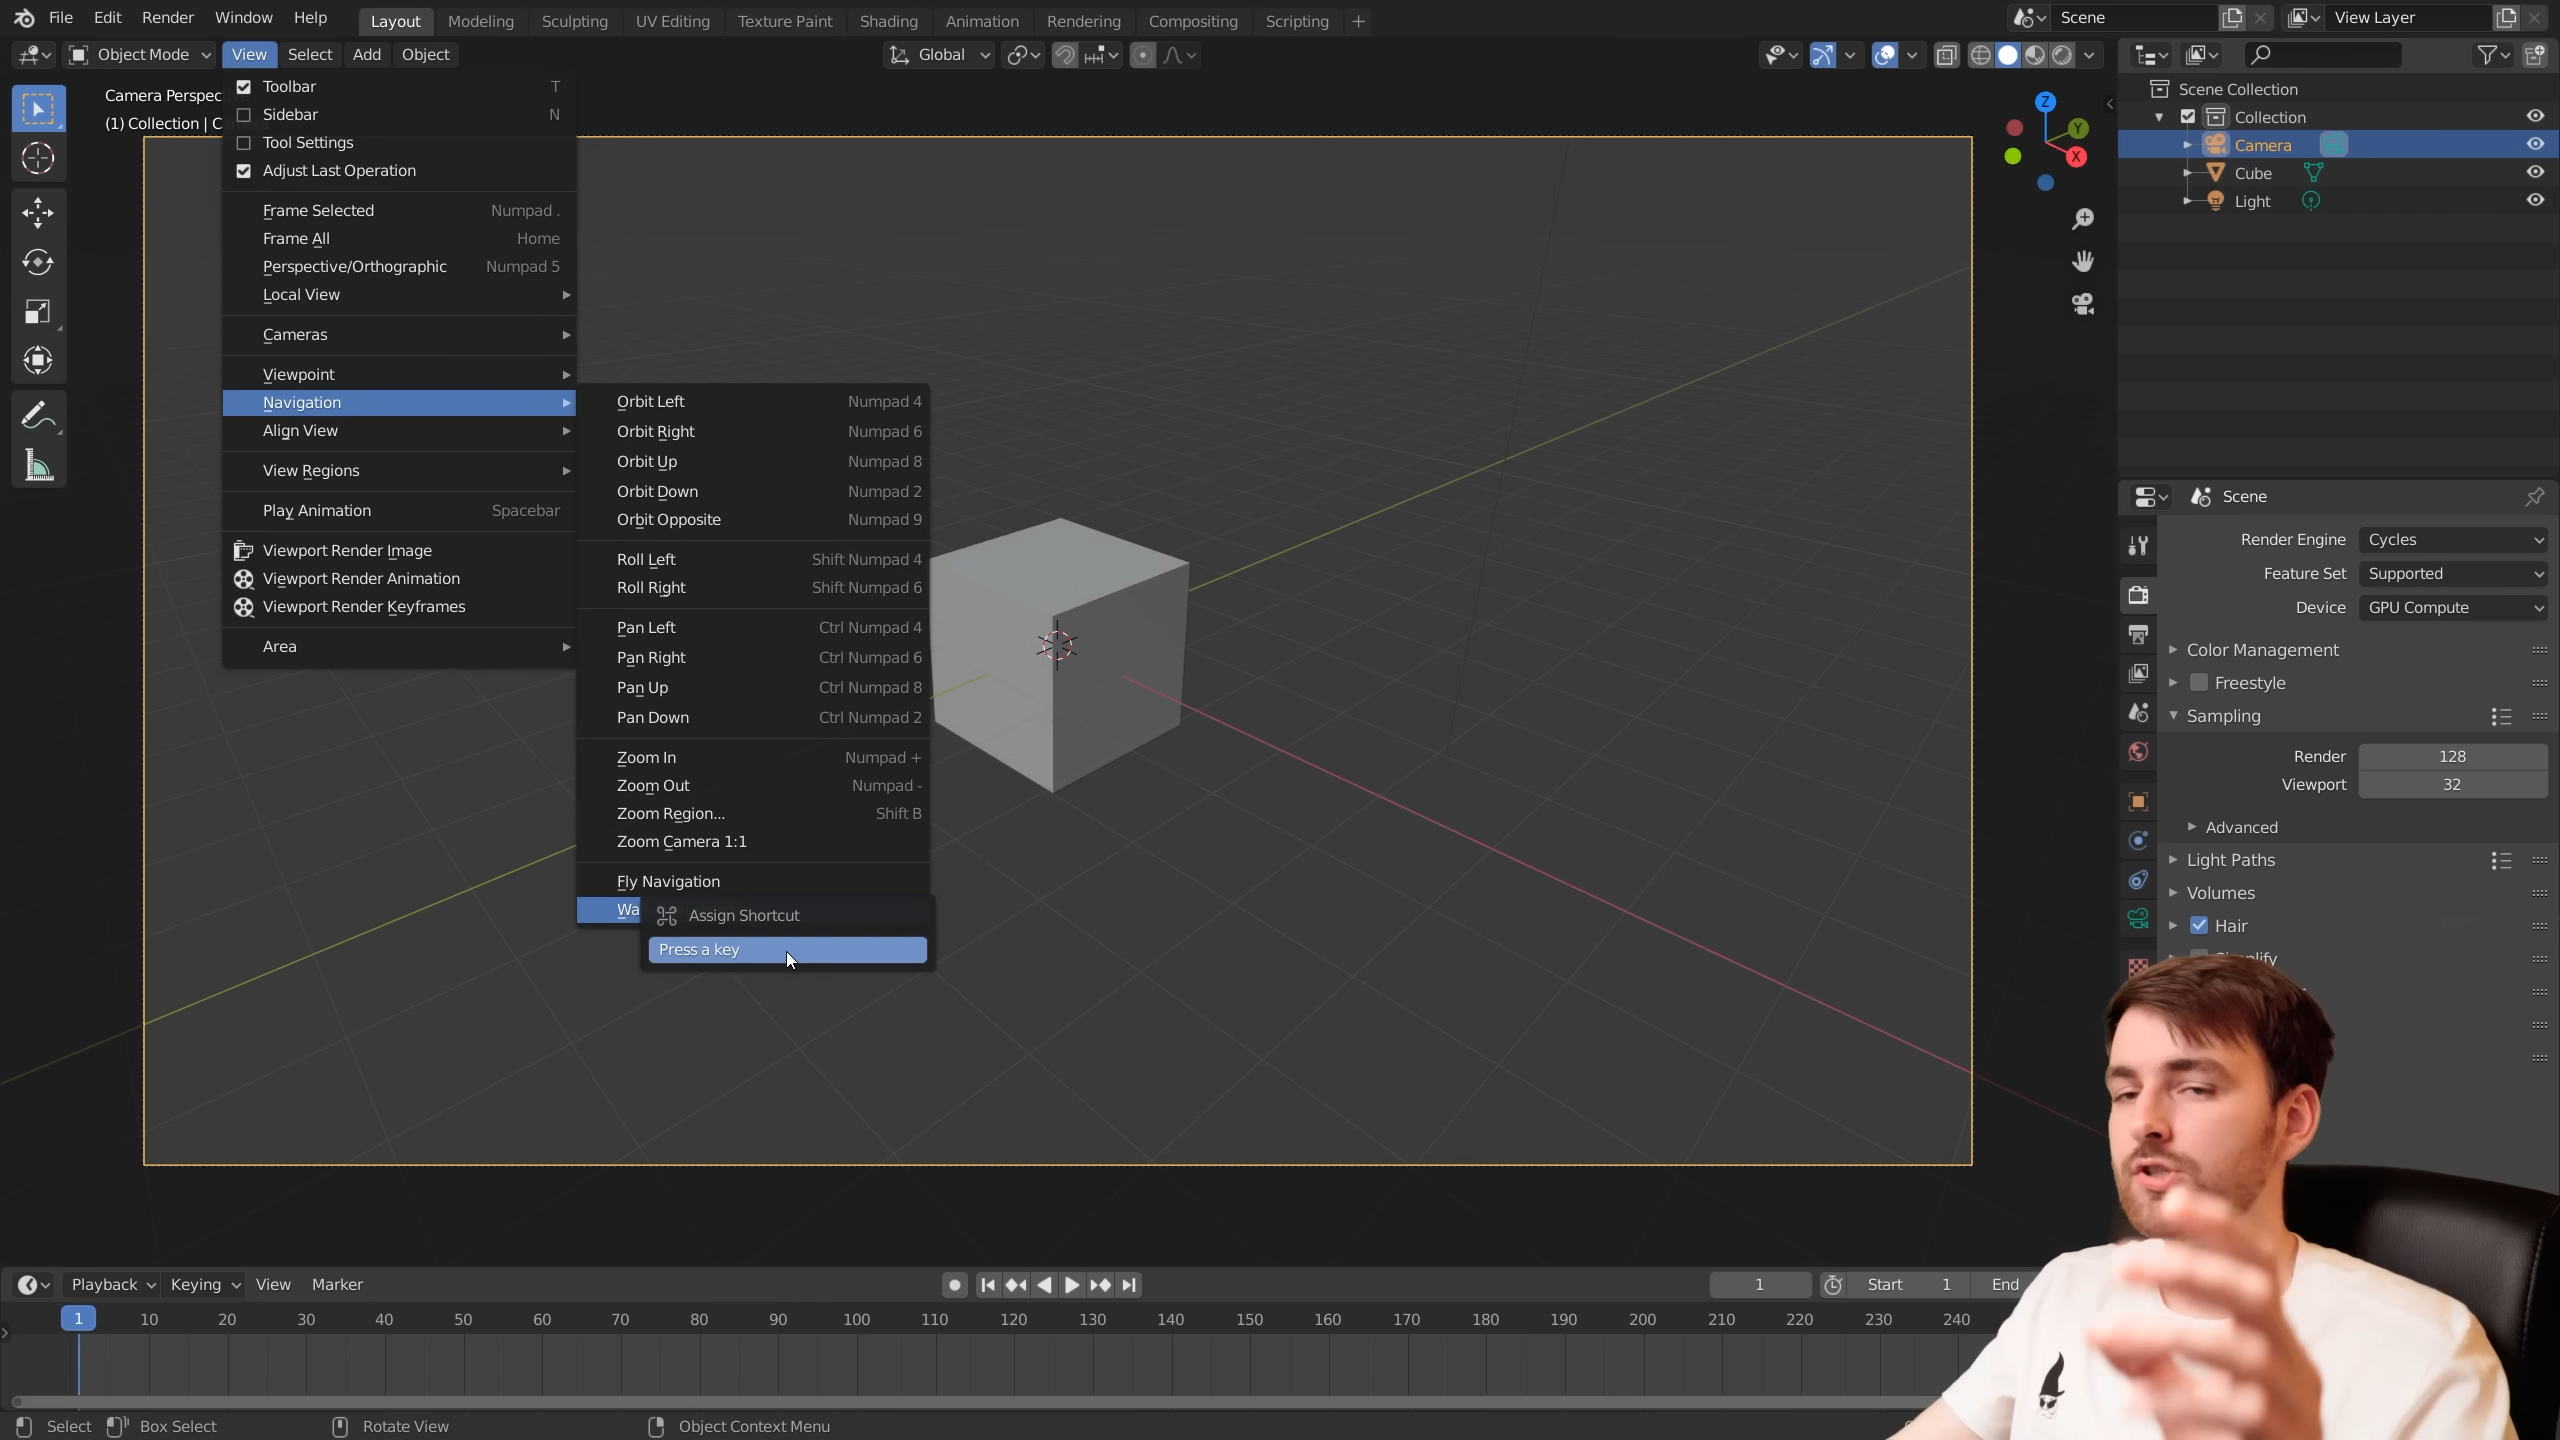 File Edit Render Window Help Layout Modeling Sculpting UV Editing Texture Paint Shading Animation Rendering Compositing Scripting + Scene View Layer
Object Mode View Select Add Object Global
Toolbar T
Sidebar N
Tool Settings
Adjust Last Operation
Frame Selected Numpad .
Frame All Home
Perspective/Orthographic Numpad 5
Local View
Cameras
Viewpoint
Navigation
Align View
View Regions
Play Animation Spacebar
Viewport Render Image
Viewport Render Animation
Viewport Render Keyframes
Area
Camera
(1) Collection |
Orbit Left Numpad 4
Orbit Right Numpad 6
Orbit Up Numpad 8
Orbit Down Numpad 2
Orbit Opposite Numpad 9
Roll Left Shift Numpad 4
Roll Right Shift Numpad 6
Pan Left Ctrl Numpad 4
Pan Right Ctrl Numpad 6
Pan Up Ctrl Numpad 8
Pan Down Ctrl Numpad 2
Zoom In Numpad +
Zoom Out Numpad -
Zoom Region... Shift B
Zoom Camera 1:1
Fly Navigation
Wa
Assign Shortcut
Press a key
Z
Y
X
Scene Collection
Collection
Camera
Cube
Light
Scene
Render Engine Cycles
Feature Set Supported
Device GPU Compute
Color Management
Freestyle
Sampling
Render 128
Viewport 32
Advanced
Light Paths
Volumes
Hair
Simplify
Playback Keying View Marker 1 Start 1 End
1 10 20 30 40 50 60 70 80 90 100 110 120 130 140 150 160 170 180 190 200 210 220 230 240
Select Box Select Rotate View Object Context Menu